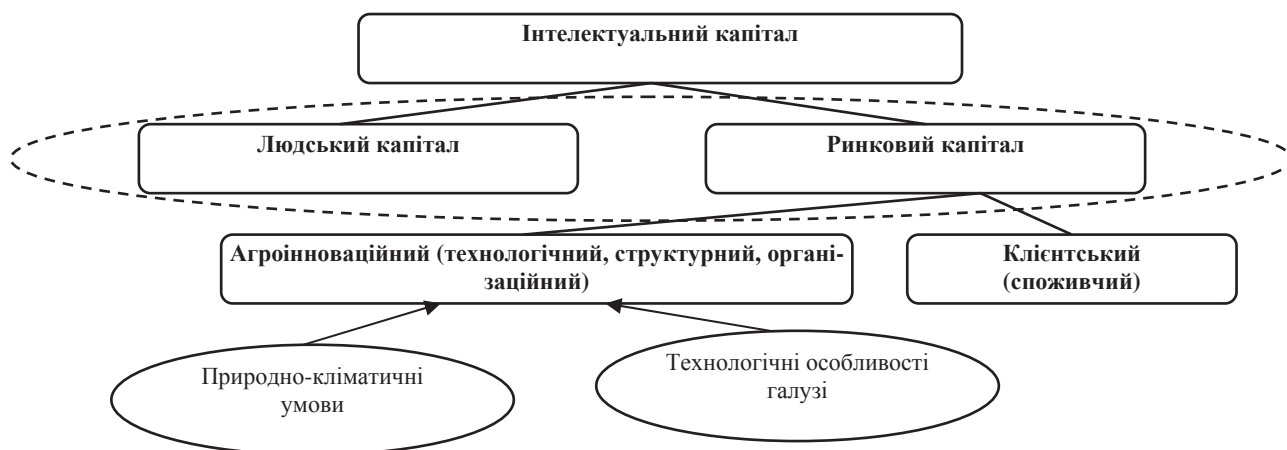 Інтелектуальний капітал
Людський капітал
Ринковий капітал
Агроінноваційний (технологічний, структурний, органі-
заційний)
Клієнтський
(споживчий)
Природно-кліматичні
умови
Технологічні особливості
галузі